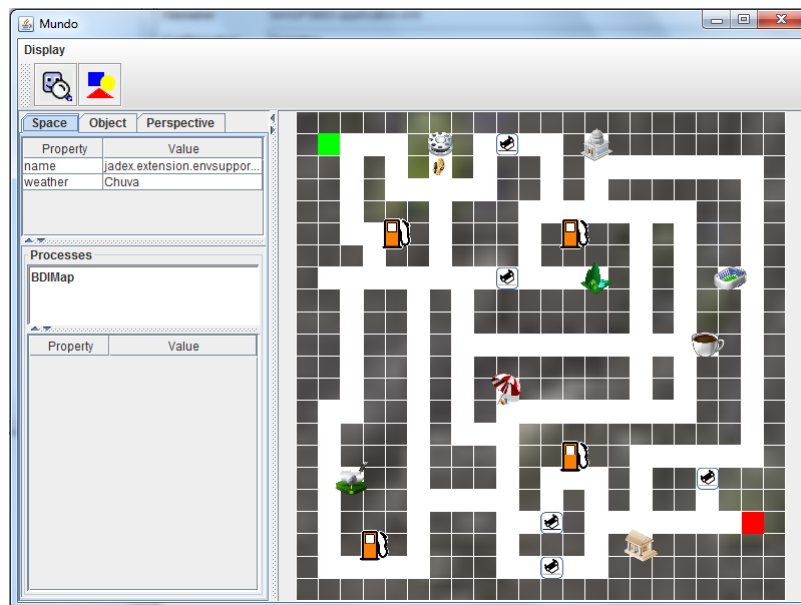 Mundo
Display
Space Object Perspective
Property Value
name jadex.extension.envsuppor...
weather Chuva
Processes
BDIMap
Property Value